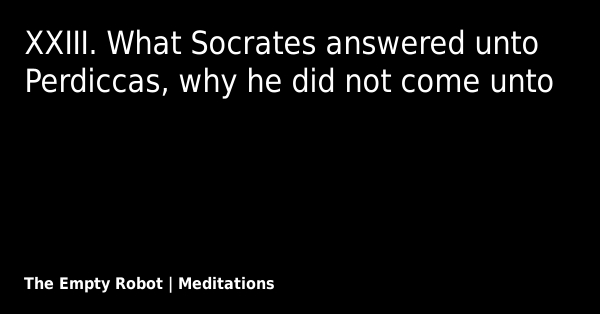 XXIII. What Socrates answered unto
Perdiccas, why he did not come unto
The Empty Robot | Meditations